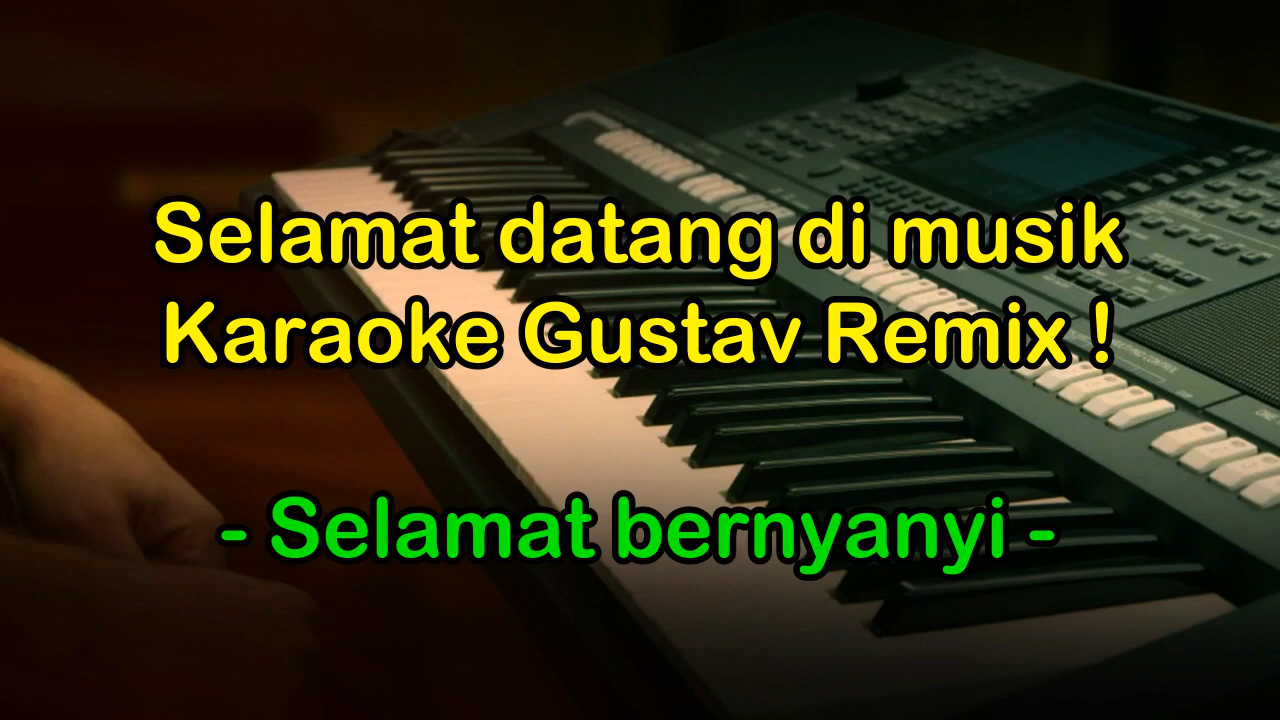 Selamat datang di musik
Karaoke Gustav Remix !
- Selamat bernyanyi -